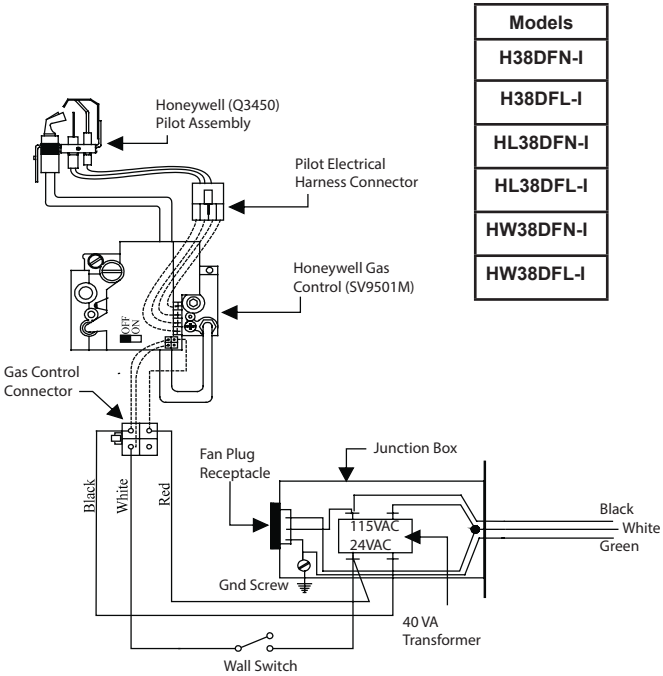 Models
H38DFN-I
H38DFL-I
HL38DFN-I
HL38DFL-I
HW38DFN-I
HW38DFL-I
Honeywell (Q3450)
Pilot Assembly
Pilot Electrical
Harness Connector
Honeywell Gas
Control (SV9501M)
OFF
ON
Gas Control
Connector
Black
White
Red
Fan Plug
Receptacle
Junction Box
115VAC
24VAC
Black
White
Green
Gnd Screw
40 VA
Transformer
Wall Switch